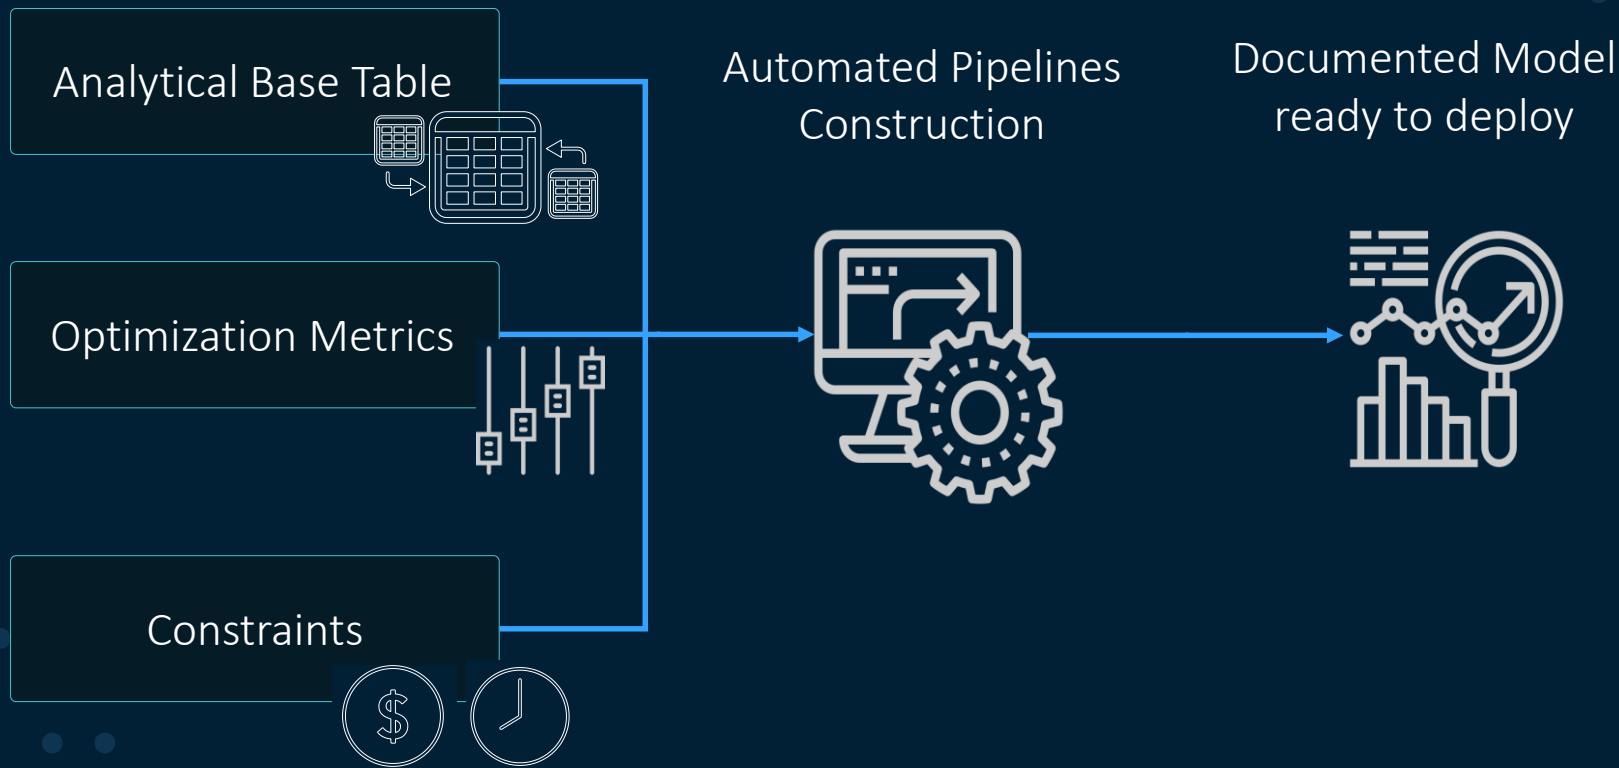 Analytical Base Table
Optimization Metrics
Constraints
$
Automated Pipelines
Construction
Documented Model
ready to deploy